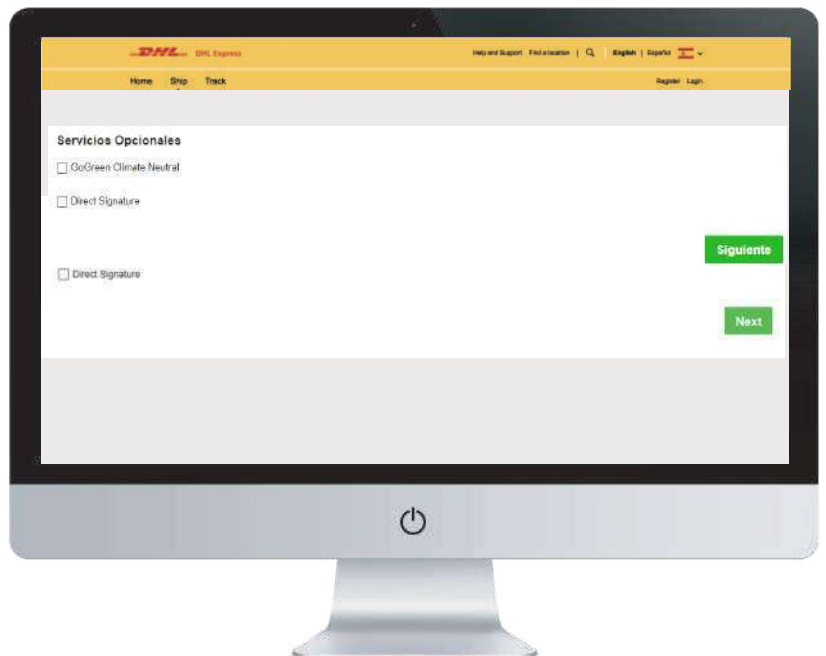 DHL DHL Express Help and Support Find a location | English | Español
Home Ship Track Register Login
Servicios Opcionales
GoGreen Climate Neutral
Direct Signature
Siguiente
Direct Signature
Next